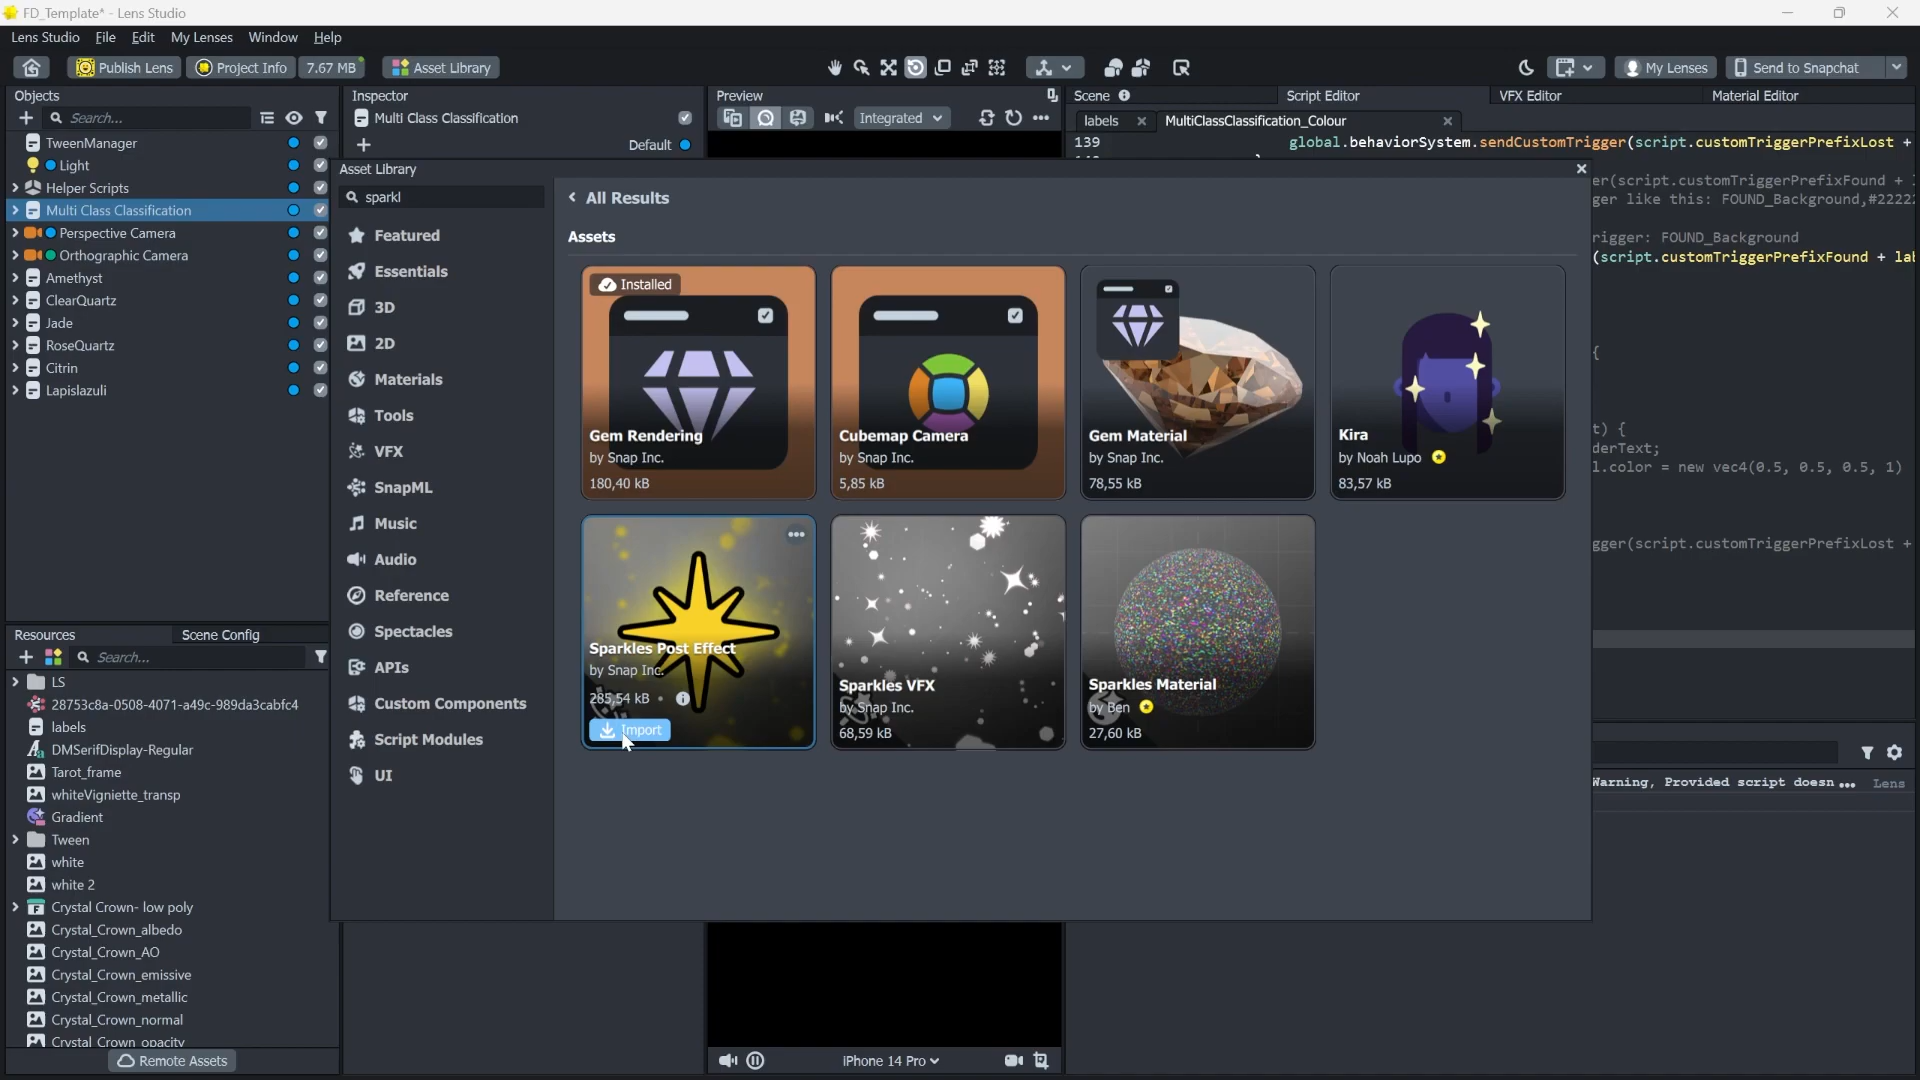 FD_Template* - Lens Studio
Lens Studio File Edit My Lenses Window Help
Publish Lens Project Info 7.67 MB Asset Library My Lenses Send to Snapchat
Objects
Search...
TweenManager
Light
Helper Scripts
Multi Class Classification
Perspective Camera
Orthographic Camera
Amethyst
ClearQuartz
Jade
RoseQuartz
Citrin
Lapislazuli
Resources Scene Config
Search...
LS
28753c8a-0508-4071-a49c-989da3cabfc4
labels
DMSerifDisplay-Regular
Tarot_frame
whiteVigniette_transp
Gradient
Tween
white
white 2
Crystal Crown- low poly
Crystal_Crown_albedo
Crystal_Crown_AO
Crystal_Crown_emissive
Crystal_Crown_metallic
Crystal_Crown_normal
Crystal Crown opacity
Remote Assets
Inspector
Multi Class Classification
Default
Preview
Integrated
Scene Script Editor VFX Editor Material Editor
labels MultiClassClassification_Colour
139 global.behaviorSystem.sendCustomTrigger(script.customTriggerPrefixLost +
er(script.customTriggerPrefixFound +
ger like this: FOUND_Background,#22222
rigger: FOUND_Background
(script.customTriggerPrefixFound + lab
{
t) {
derText;
l.color = new vec4(0.5, 0.5, 0.5, 1)
gger(script.customTriggerPrefixLost +
Warning, Provided script doesn ... Lens
Asset Library
sparkl
Featured
Essentials
3D
2D
Materials
Tools
VFX
SnapML
Music
Audio
Reference
Spectacles
APIs
Custom Components
Script Modules
UI
All Results
Assets
Installed
Gem Rendering
by Snap Inc.
180,40 kB
Cubemap Camera
by Snap Inc.
5,85 kB
Gem Material
by Snap Inc.
78,55 kB
Kira
by Noah Lupo
83,57 kB
Sparkles Post Effect
by Snap Inc.
285,54 kB •
Import
Sparkles VFX
by Snap Inc.
68,59 kB
Sparkles Material
by Ben
27,60 kB
iPhone 14 Pro